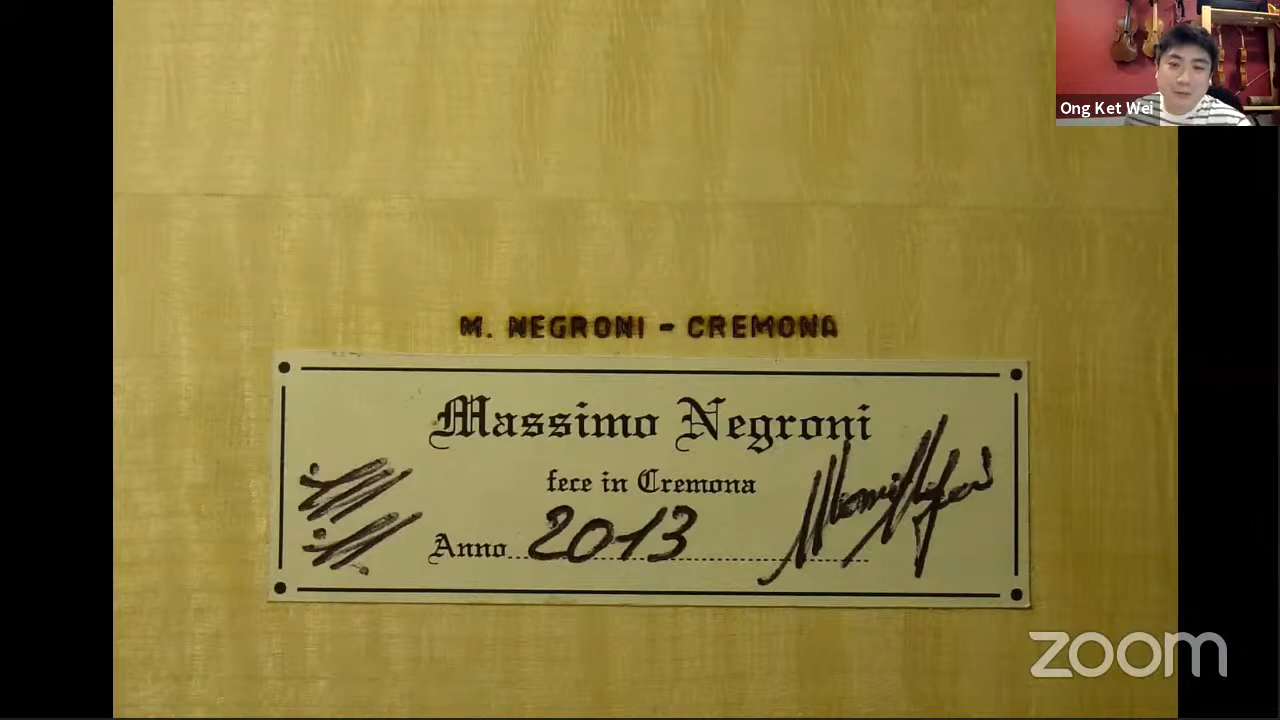 Ong Ket Wei
M. NEGRONI - CREMONA
Massimo Negroni
fece in Cremona
Anno 2013
zoom